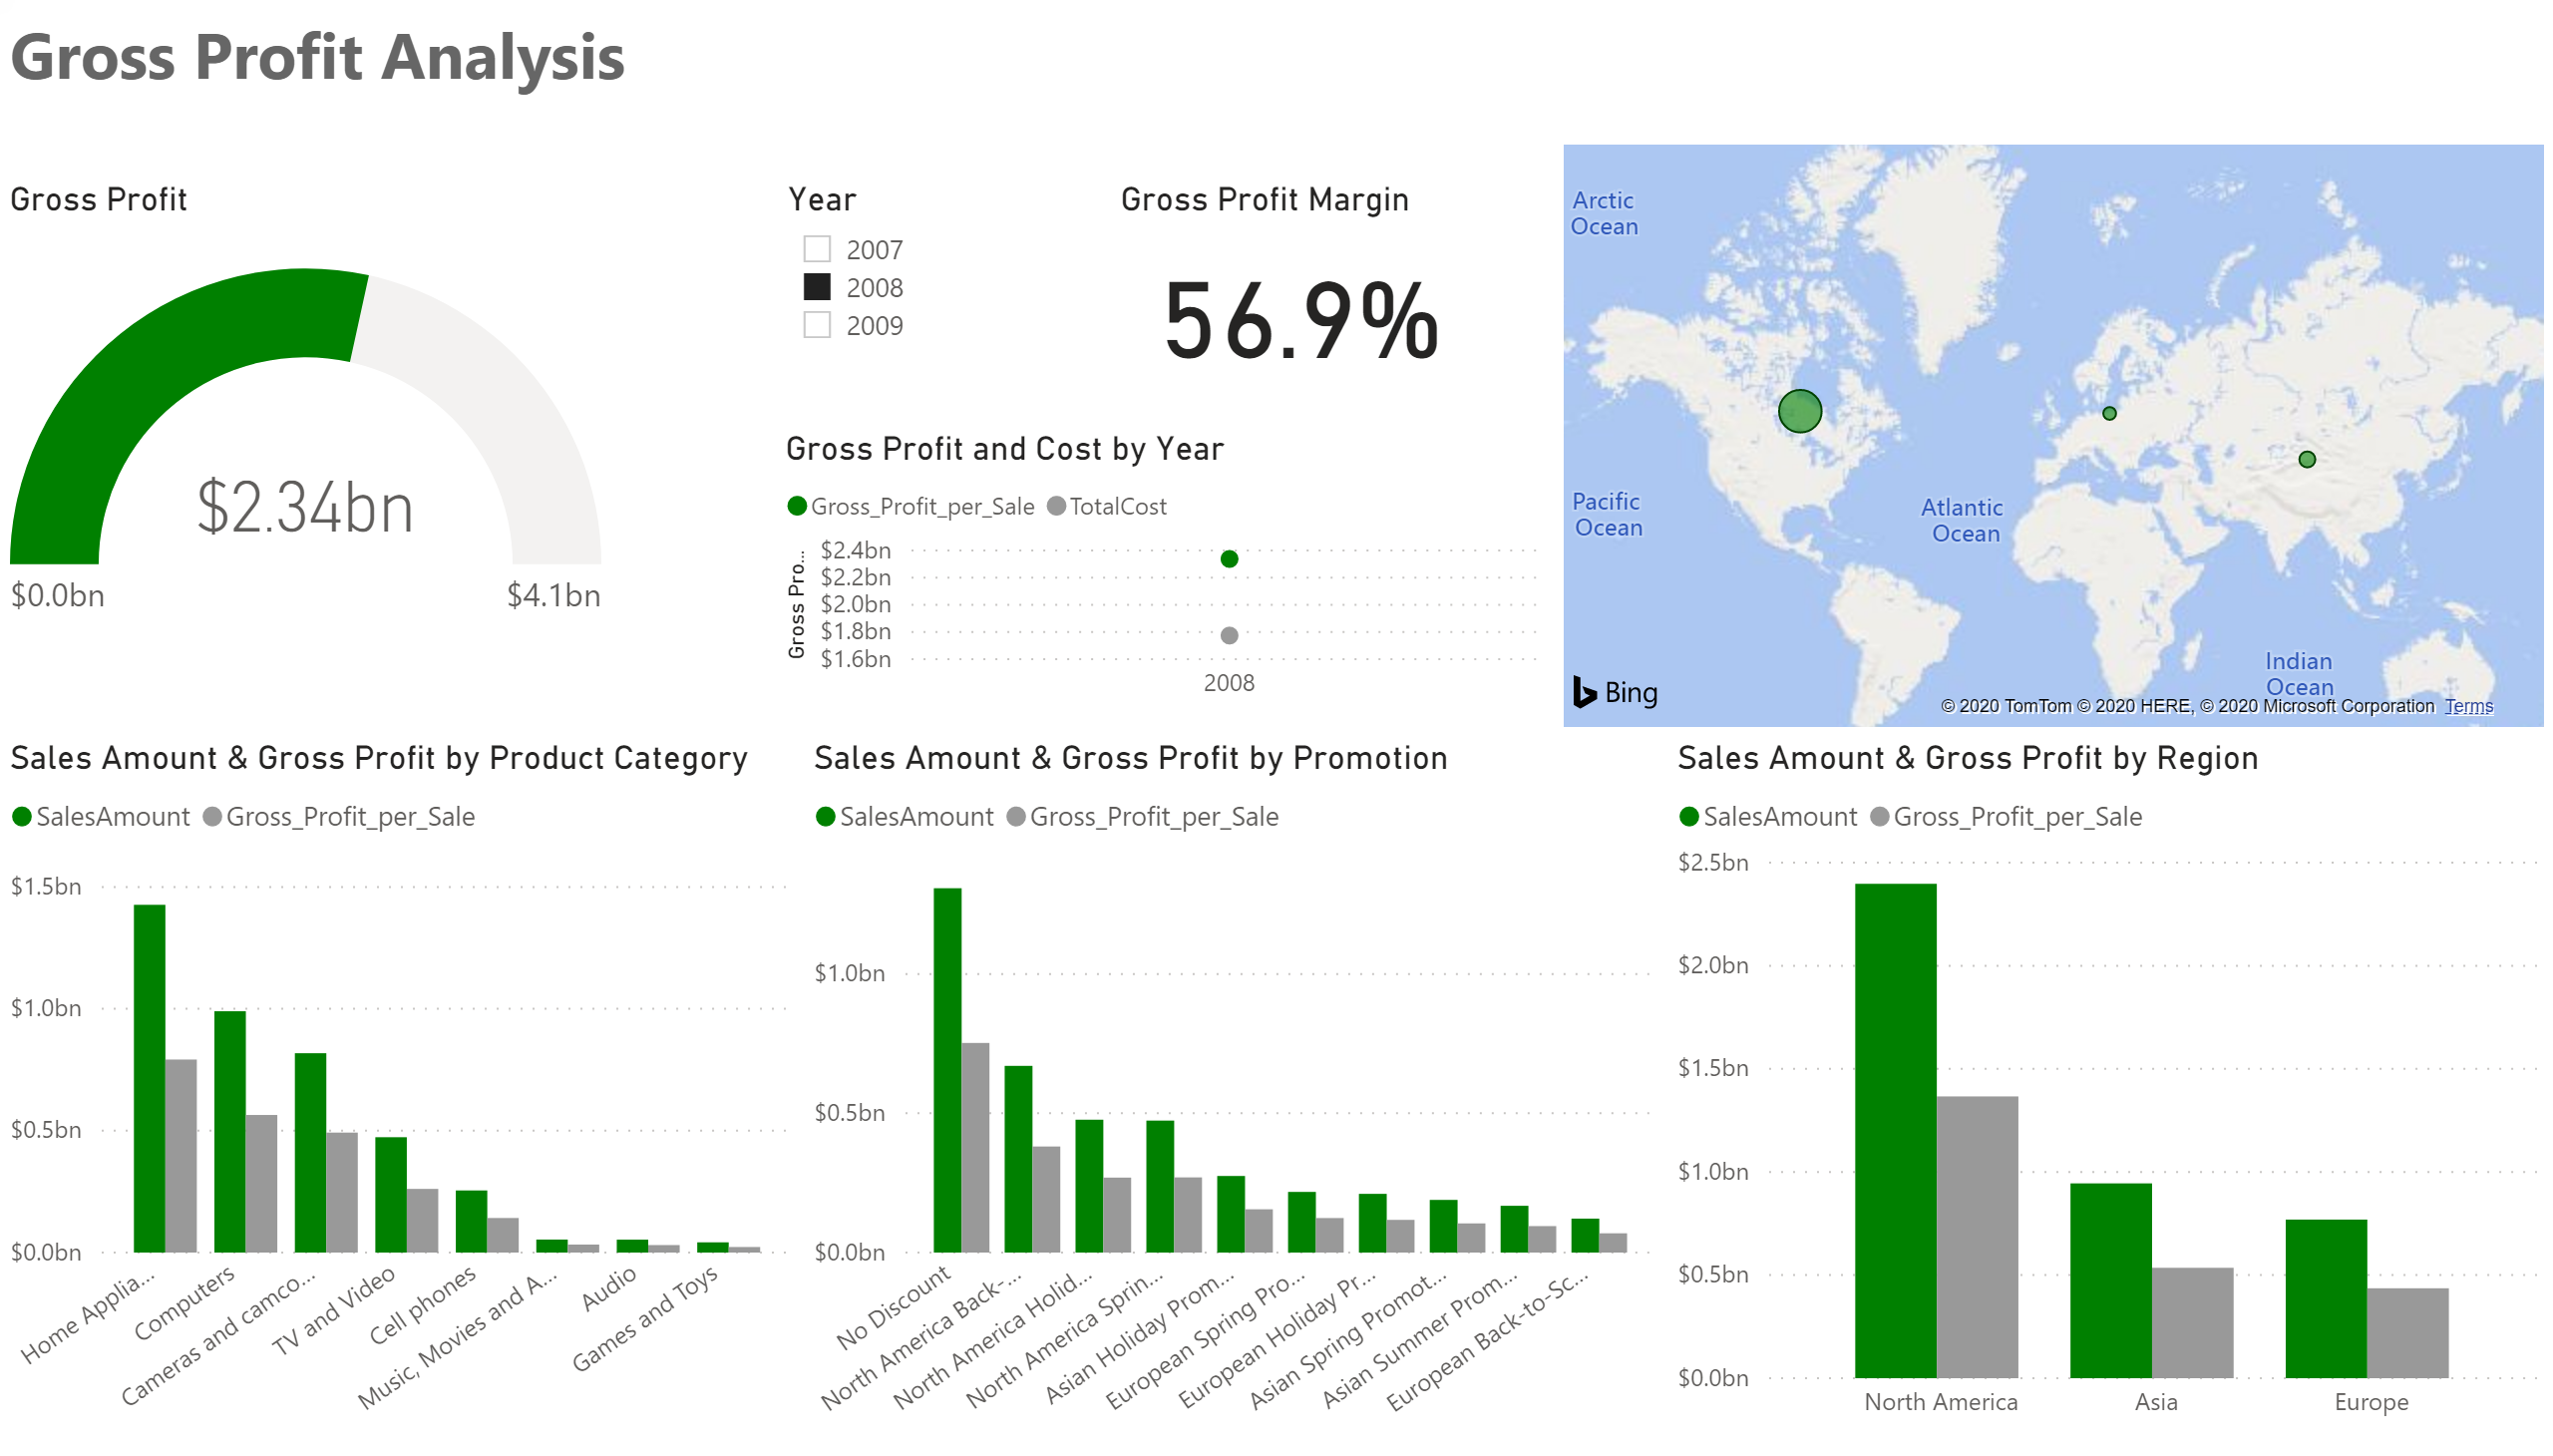 Gross Profit Analysis
Gross Profit
$2.34bn
$0.0bn
$4.1bn
Year
2007
2008
2009
Gross Profit Margin
56.9%
Gross Profit and Cost by Year
Gross_Profit_per_Sale TotalCost
Gross Pro...
$2.4bn
$2.2bn
$2.0bn
$1.8bn
$1.6bn
2008
Arctic
Ocean
Pacific
Ocean
Atlantic
Ocean
Indian
Ocean
Bing
© 2020 TomTom © 2020 HERE, © 2020 Microsoft Corporation Terms
Sales Amount & Gross Profit by Product Category
SalesAmount Gross_Profit_per_Sale
$1.5bn
$1.0bn
$0.5bn
$0.0bn
Home Applia...
Computers
Cameras and camco...
TV and Video
Cell phones
Music, Movies and A...
Audio
Games and Toys
Sales Amount & Gross Profit by Promotion
SalesAmount Gross_Profit_per_Sale
$1.0bn
$0.5bn
$0.0bn
No Discount
North America Back-...
North America Holid...
North America Sprin...
Asian Holiday Prom...
European Spring Pro...
European Holiday Pr...
Asian Spring Promot...
Asian Summer Prom...
European Back-to-Sc...
Sales Amount & Gross Profit by Region
SalesAmount Gross_Profit_per_Sale
$2.5bn
$2.0bn
$1.5bn
$1.0bn
$0.5bn
$0.0bn
North America
Asia
Europe